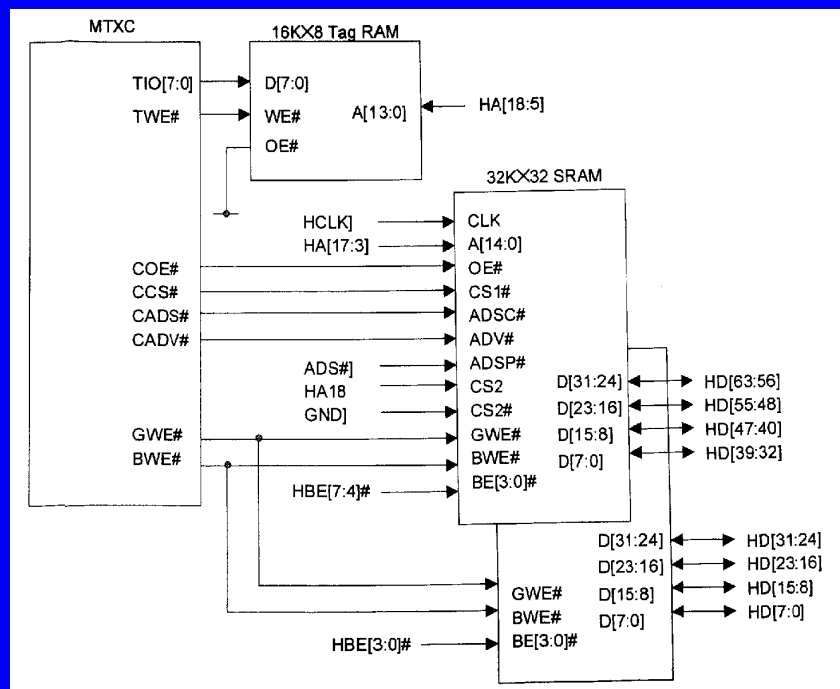 MTXC
16KX8 Tag RAM
TIO[7:0]
D[7:0]
TWE#
WE#
A[13:0]
HA[18:5]
OE#
32KX32 SRAM
HCLK]
CLK
HA[17:3]
A[14:0]
COE#
OE#
CCS#
CS1#
CADS#
ADSC#
CADV#
ADV#
ADS#]
ADSP#
HA18
CS2
D[31:24]
HD[63:56]
GND]
CS2#
D[23:16]
HD[55:48]
GWE#
GWE#
D[15:8]
HD[47:40]
BWE#
BWE#
D[7:0]
HD[39:32]
HBE[7:4]#
BE[3:0]#
D[31:24]
HD[31:24]
D[23:16]
HD[23:16]
GWE#
D[15:8]
HD[15:8]
BWE#
D[7:0]
HD[7:0]
HBE[3:0]#
BE[3:0]#